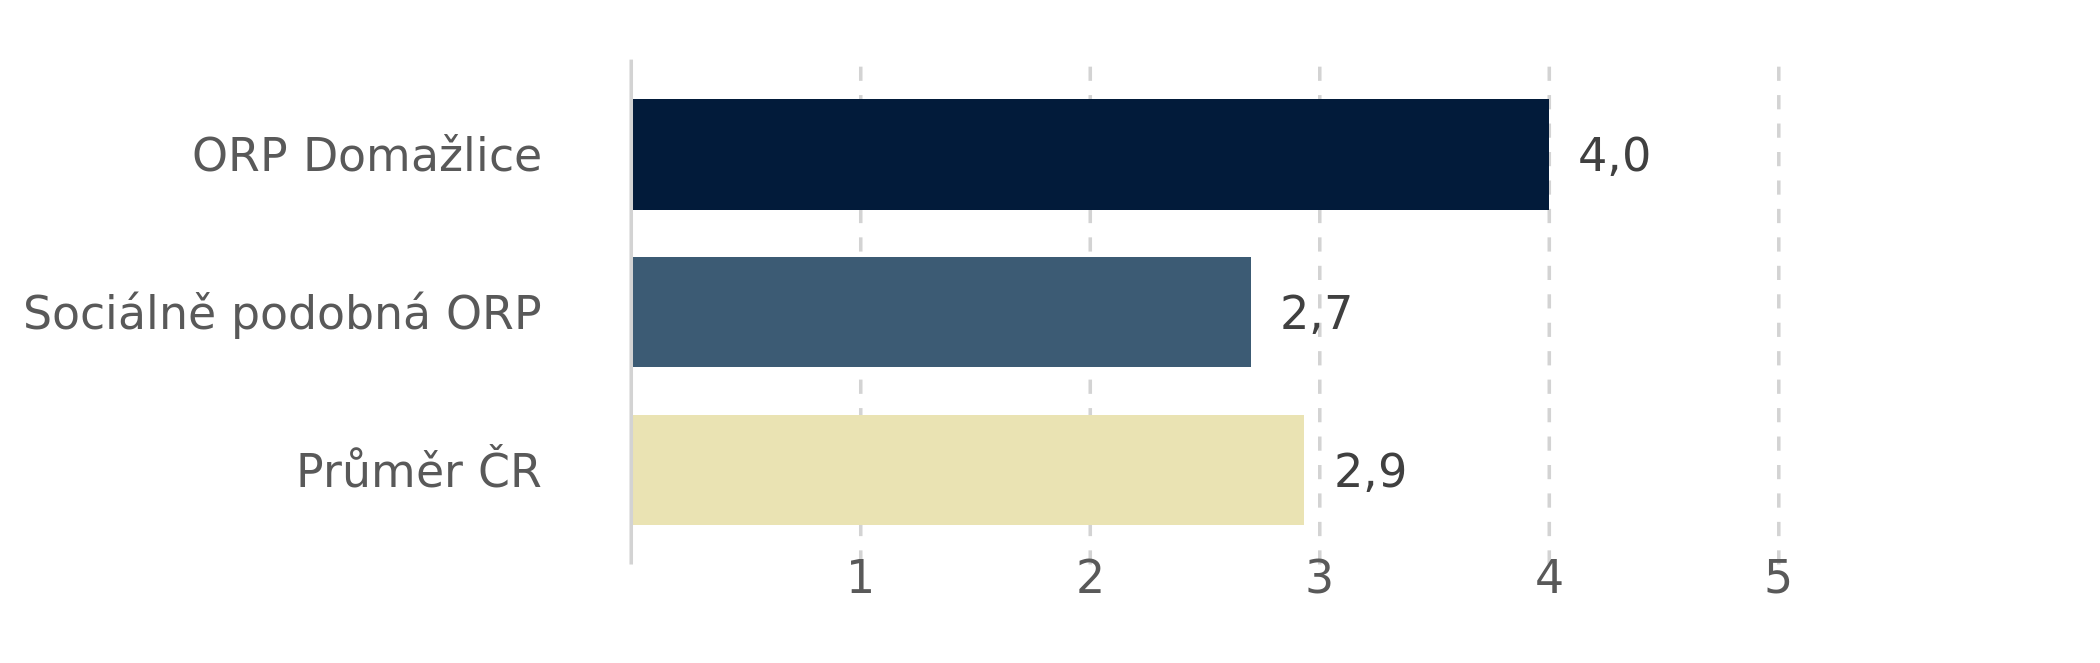 ORP Domažlice 4,0
Sociálně podobná ORP 2,7
Průměr ČR 2,9
1 2 3 4 5